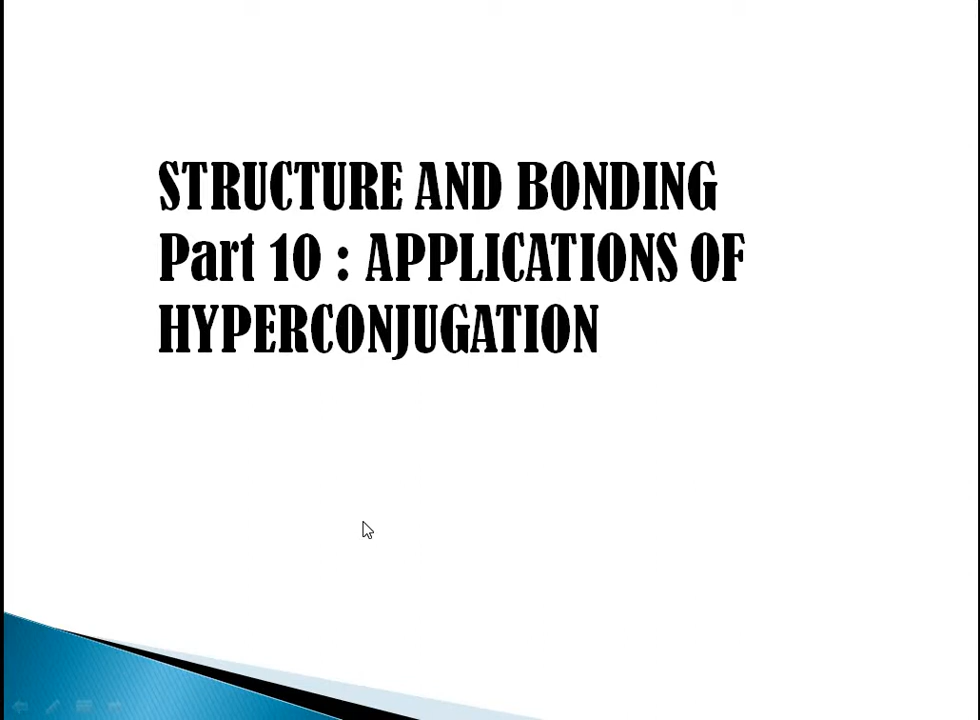 STRUCTURE AND BONDING
Part 10 : APPLICATIONS OF
HYPERCONJUGATION